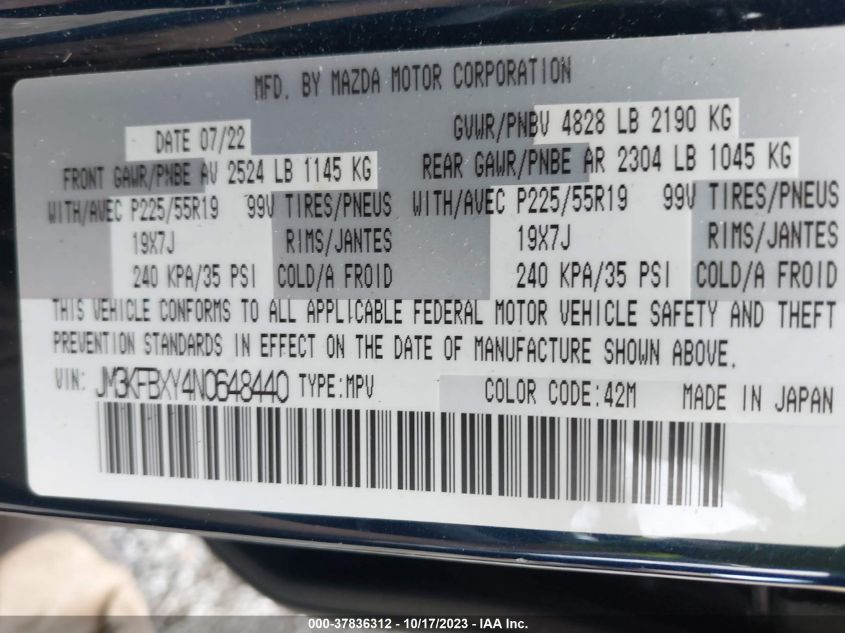 MFD. BY MAZDA MOTOR CORPORATION
DATE 07/22
GVWR/PNBV 4828 LB 2190 KG
FRONT GAWR/PNBE AV 2524 LB 1145 KG
REAR GAWR/PNBE AR 2304 LB 1045 KG
WITH/AVEC P225/55R19 99V TIRES/PNEUS WITH/AVEC P225/55R19 99V TIRES/PNEUS
19X7J RIMS/JANTES 19X7J RIMS/JANTES
240 KPA/35 PSI COLD/A FROID 240 KPA/35 PSI COLD/A FROID
THIS VEHICLE CONFORMS TO ALL APPLICABLE FEDERAL MOTOR VEHICLE SAFETY AND THEFT
PREVENTION STANDARDS IN EFFECT ON THE DATE OF MANUFACTURE SHOWN ABOVE.
VIN: JM3KFBXY4N0648440 TYPE:MPV COLOR CODE:42M MADE IN JAPAN
000-37836312 - 10/17/2023 - IAA Inc.